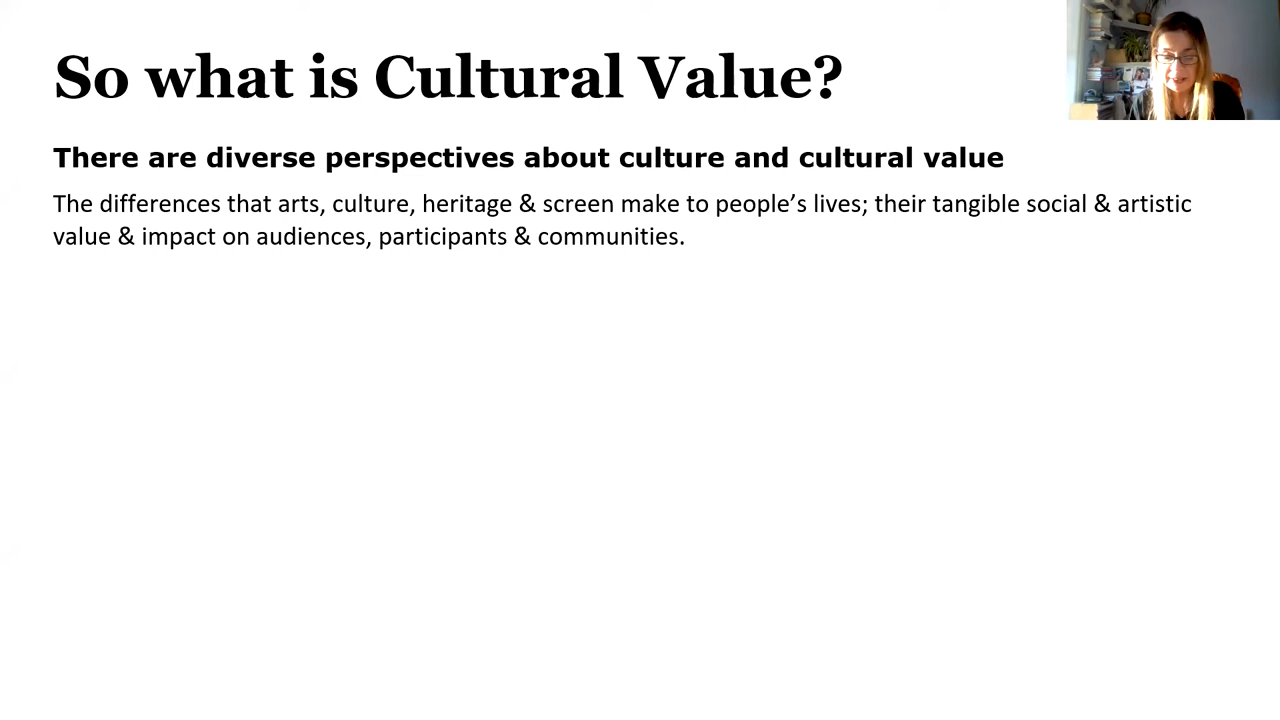 So what is Cultural Value?
There are diverse perspectives about culture and cultural value
The differences that arts, culture, heritage & screen make to people’s lives; their tangible social & artistic
value & impact on audiences, participants & communities.